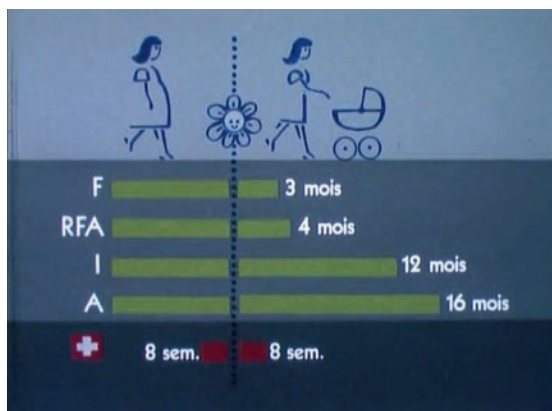 F 3 mois
RFA 4 mois
I 12 mois
A 16 mois
8 sem. 8 sem.